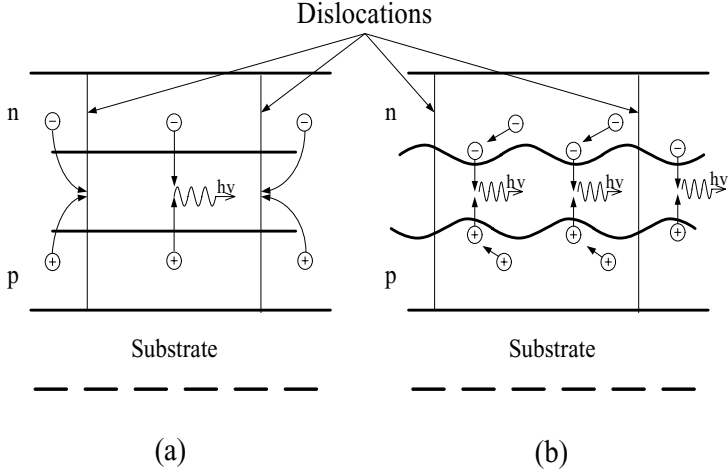 Dislocations
n
n
− − −
− − − − −
hν
hν hν hν
+ + +
+ + + + +
p
p
Substrate
Substrate
(a)
(b)